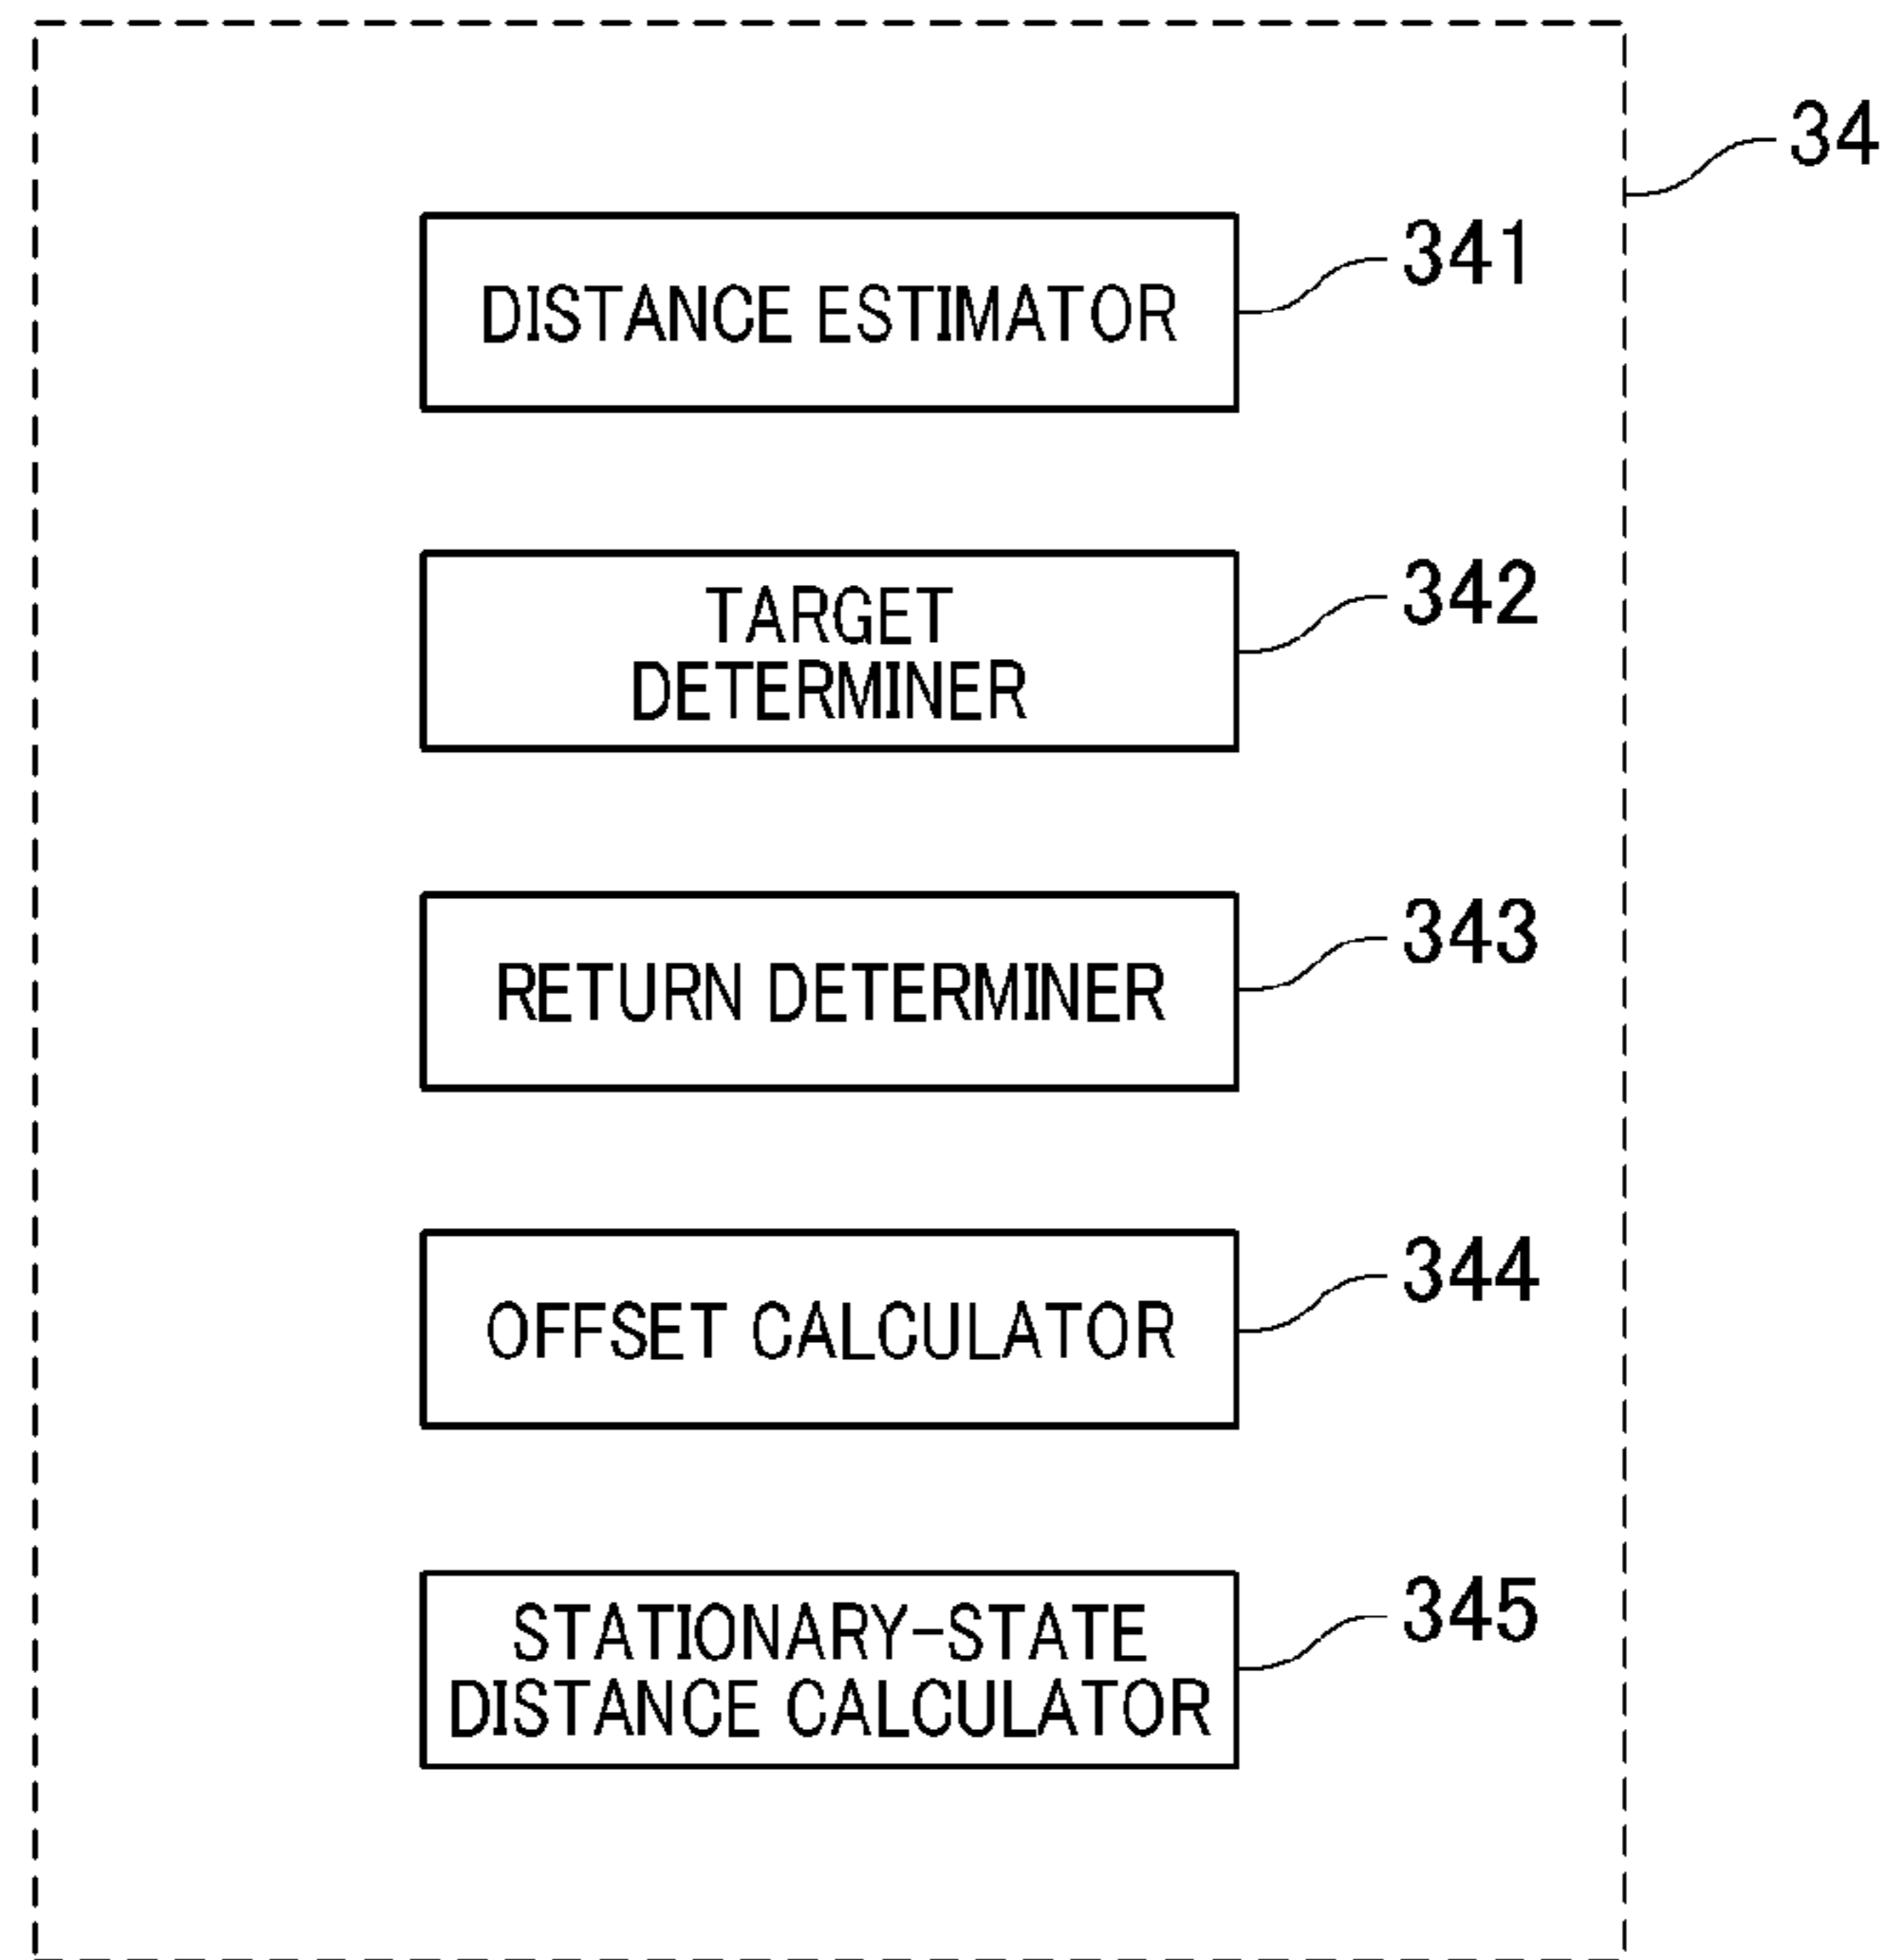 34
DISTANCE ESTIMATOR
341
TARGET
DETERMINER
342
RETURN DETERMINER
343
OFFSET CALCULATOR
344
STATIONARY-STATE
DISTANCE CALCULATOR
345